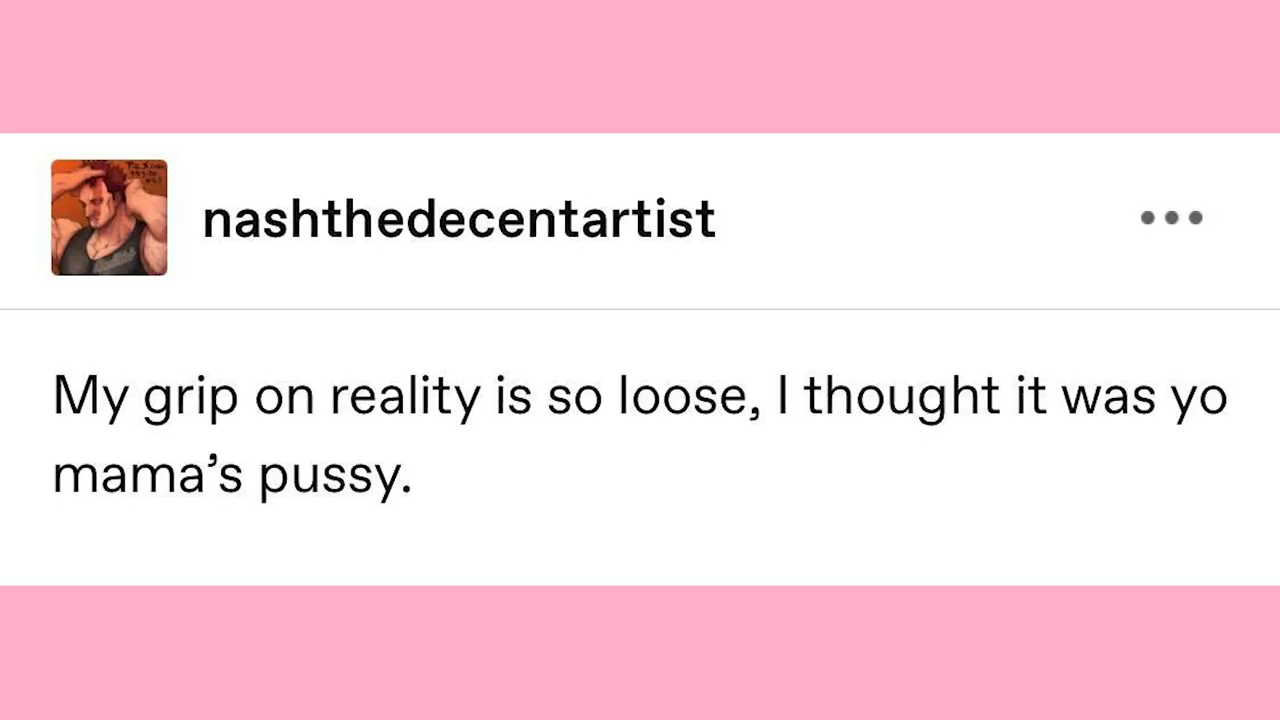 nashthedecentartist
My grip on reality is so loose, I thought it was yo
mama’s pussy.